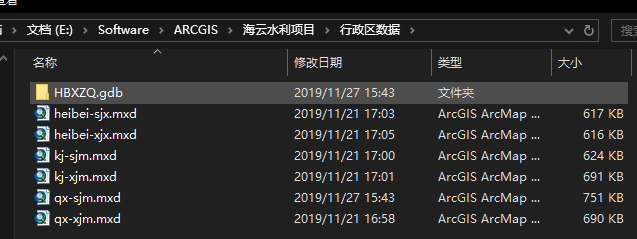 查看
文档 (E:) › Software › ARCGIS › 海云水利项目 › 行政区数据 ›
搜索
名称 修改日期 类型 大小
HBXZQ.gdb 2019/11/27 15:43 文件夹
heibei-sjx.mxd 2019/11/21 17:03 ArcGIS ArcMap ... 617 KB
heibei-xjx.mxd 2019/11/21 17:05 ArcGIS ArcMap ... 616 KB
kj-sjm.mxd 2019/11/21 17:00 ArcGIS ArcMap ... 624 KB
kj-xjm.mxd 2019/11/21 17:01 ArcGIS ArcMap ... 691 KB
qx-sjm.mxd 2019/11/27 15:43 ArcGIS ArcMap ... 751 KB
qx-xjm.mxd 2019/11/21 16:58 ArcGIS ArcMap ... 690 KB